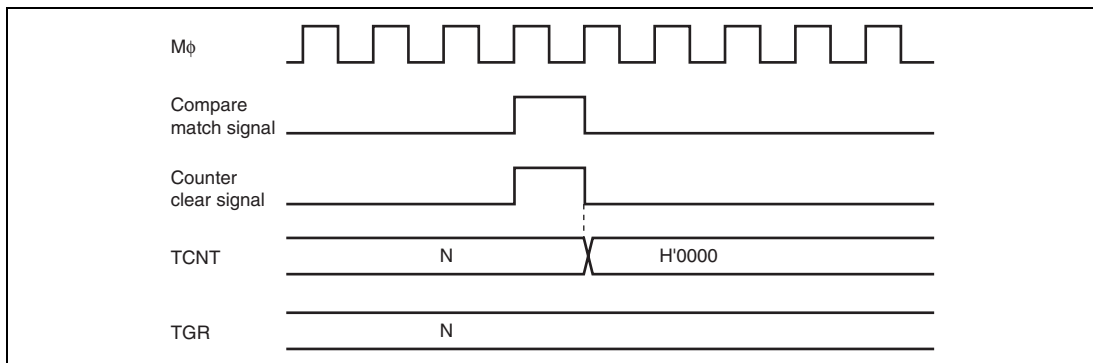 Mϕ
Compare
match signal
Counter
clear signal
TCNT
N
H'0000
TGR
N